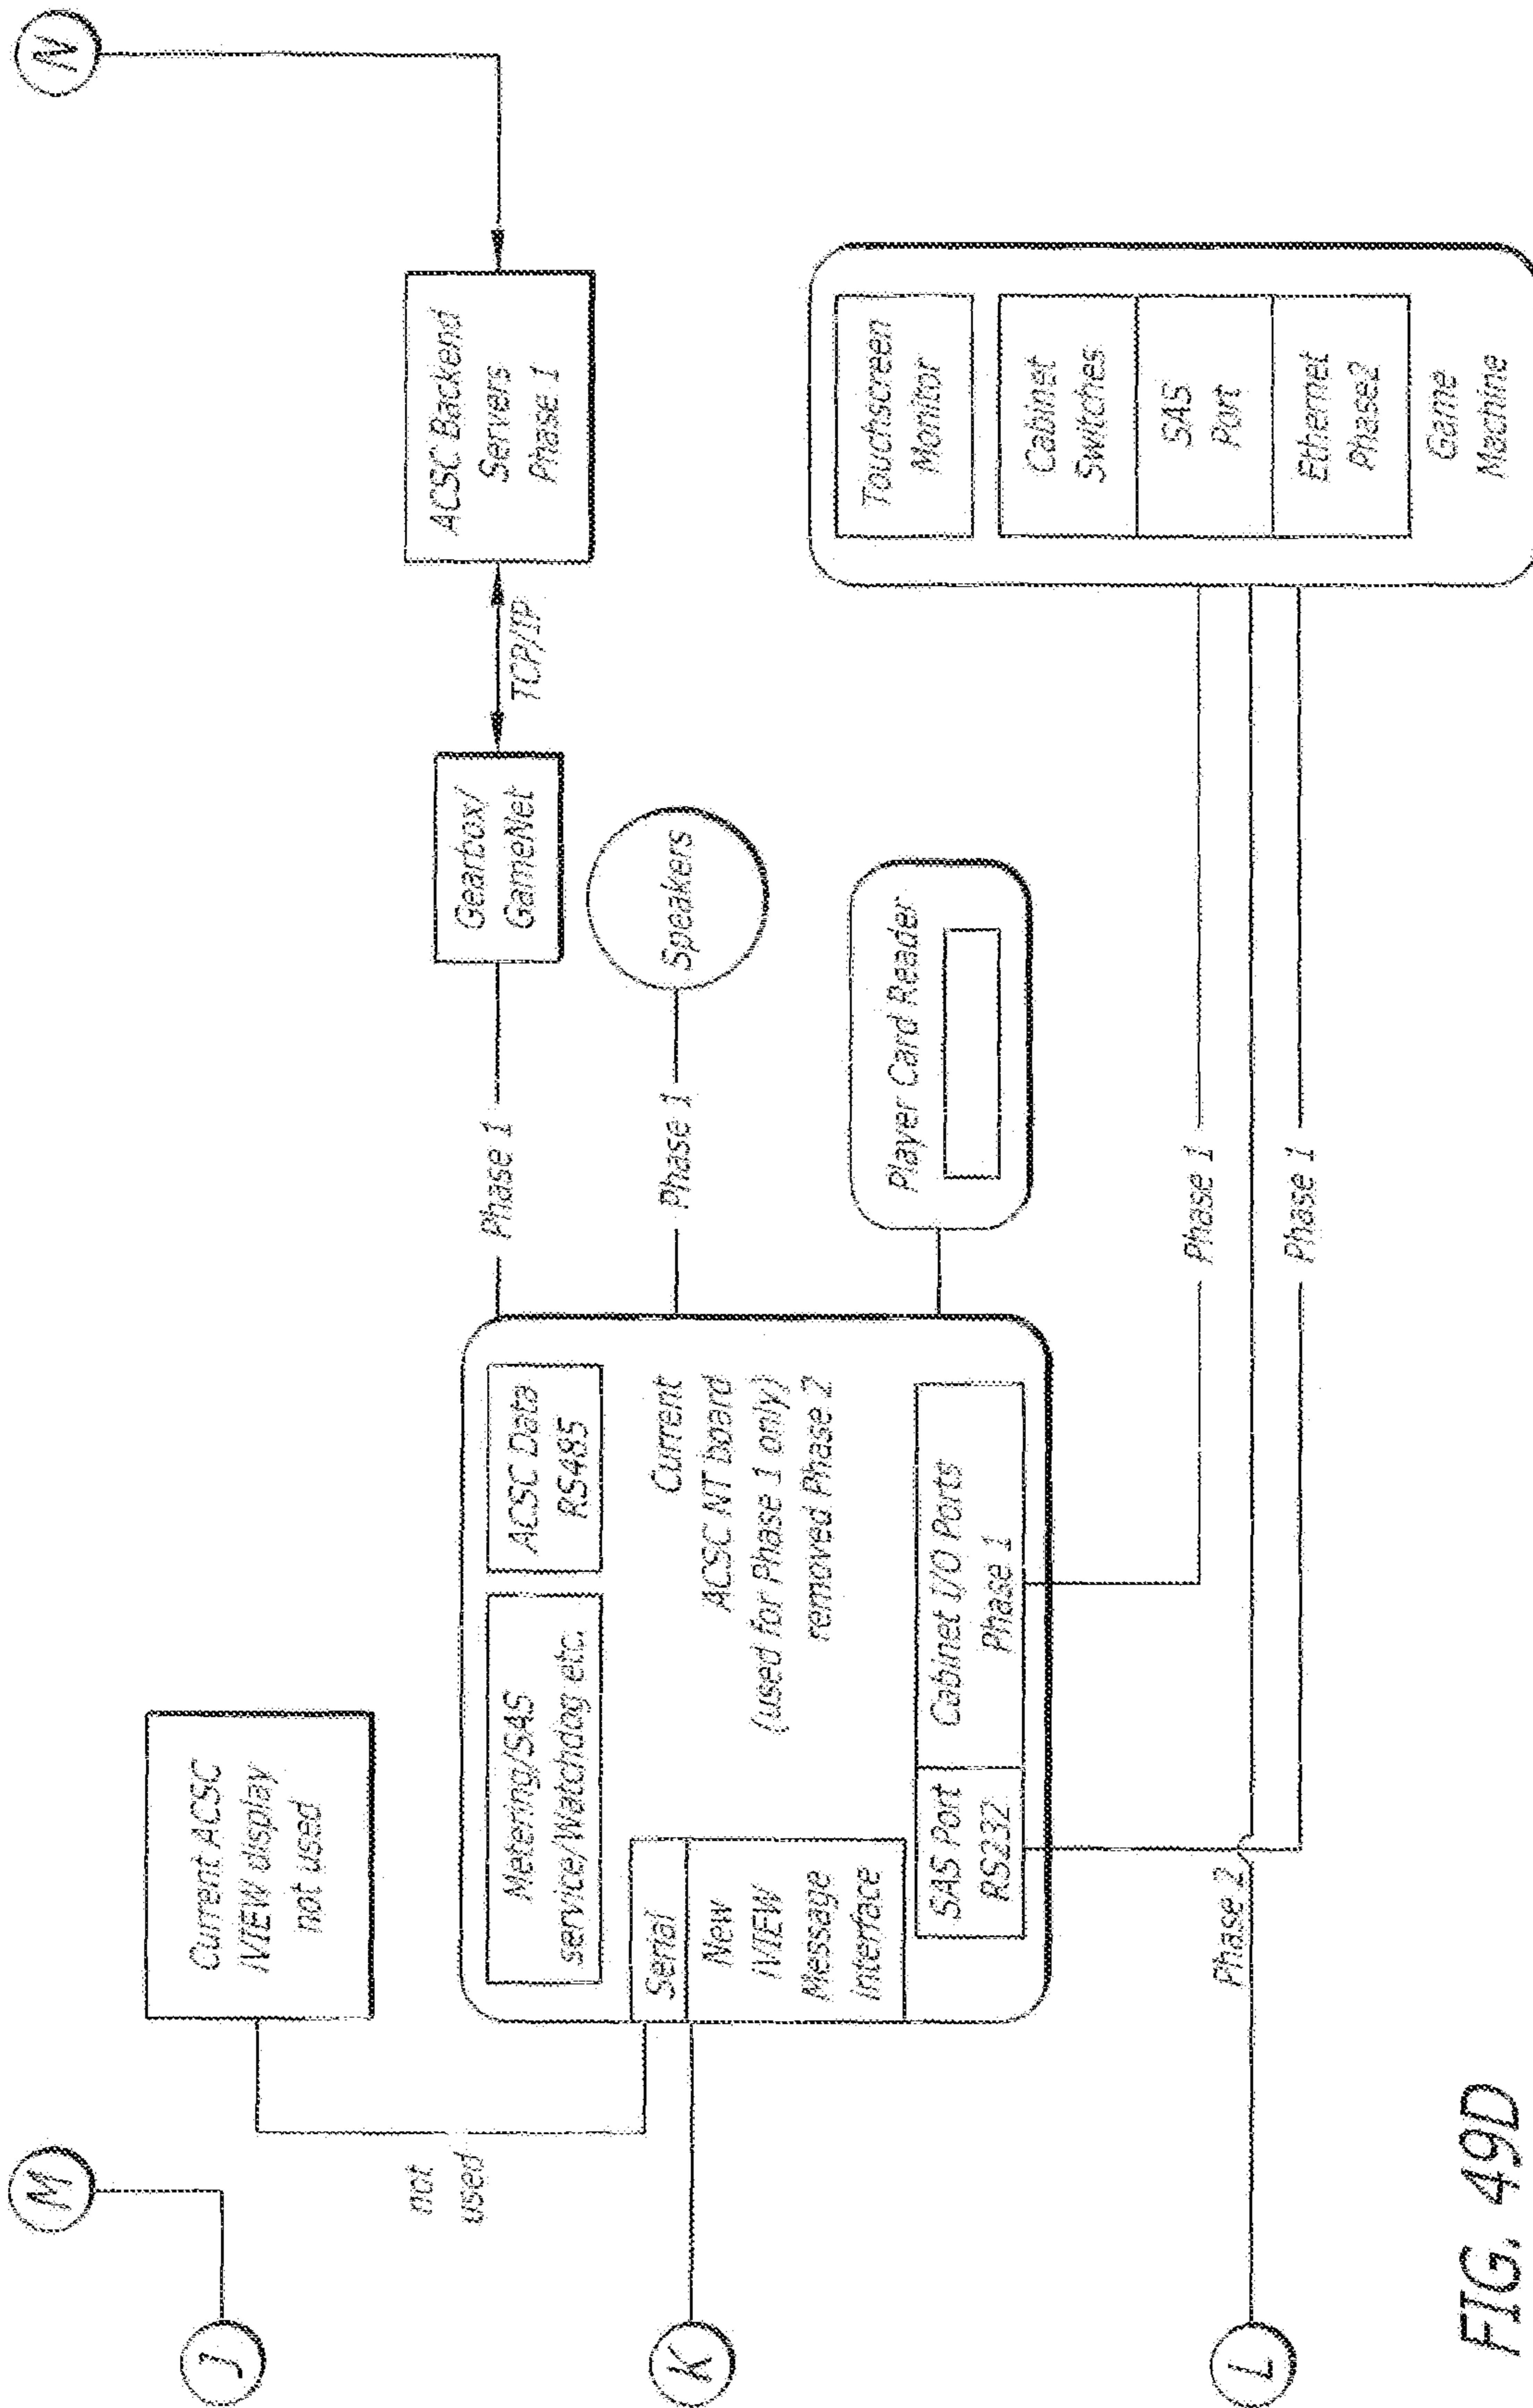 M
N
J
Current ACSC
iVIEW display
not used
not
used
ACSC Backend
Servers
Phase 1
TCP/IP
Gearbox/
GameNet
Phase 1
Speakers
Phase 1
Metering/SAS
service/Watchdog etc.
ACSC Data
RS485
Serial
New
iVIEW
Message
interface
Current
ACSC NT board
(used for Phase 1 only)
removed Phase 2
SAS Port
RS232
Cabinet I/O Ports
Phase 1
Player Card Reader
K
Touchscreen
Monitor
Cabinet
Switches
SAS
Port
Ethernet
Phase2
Game
Machine
Phase 1
Phase 2
Phase 1
L
FIG. 49D